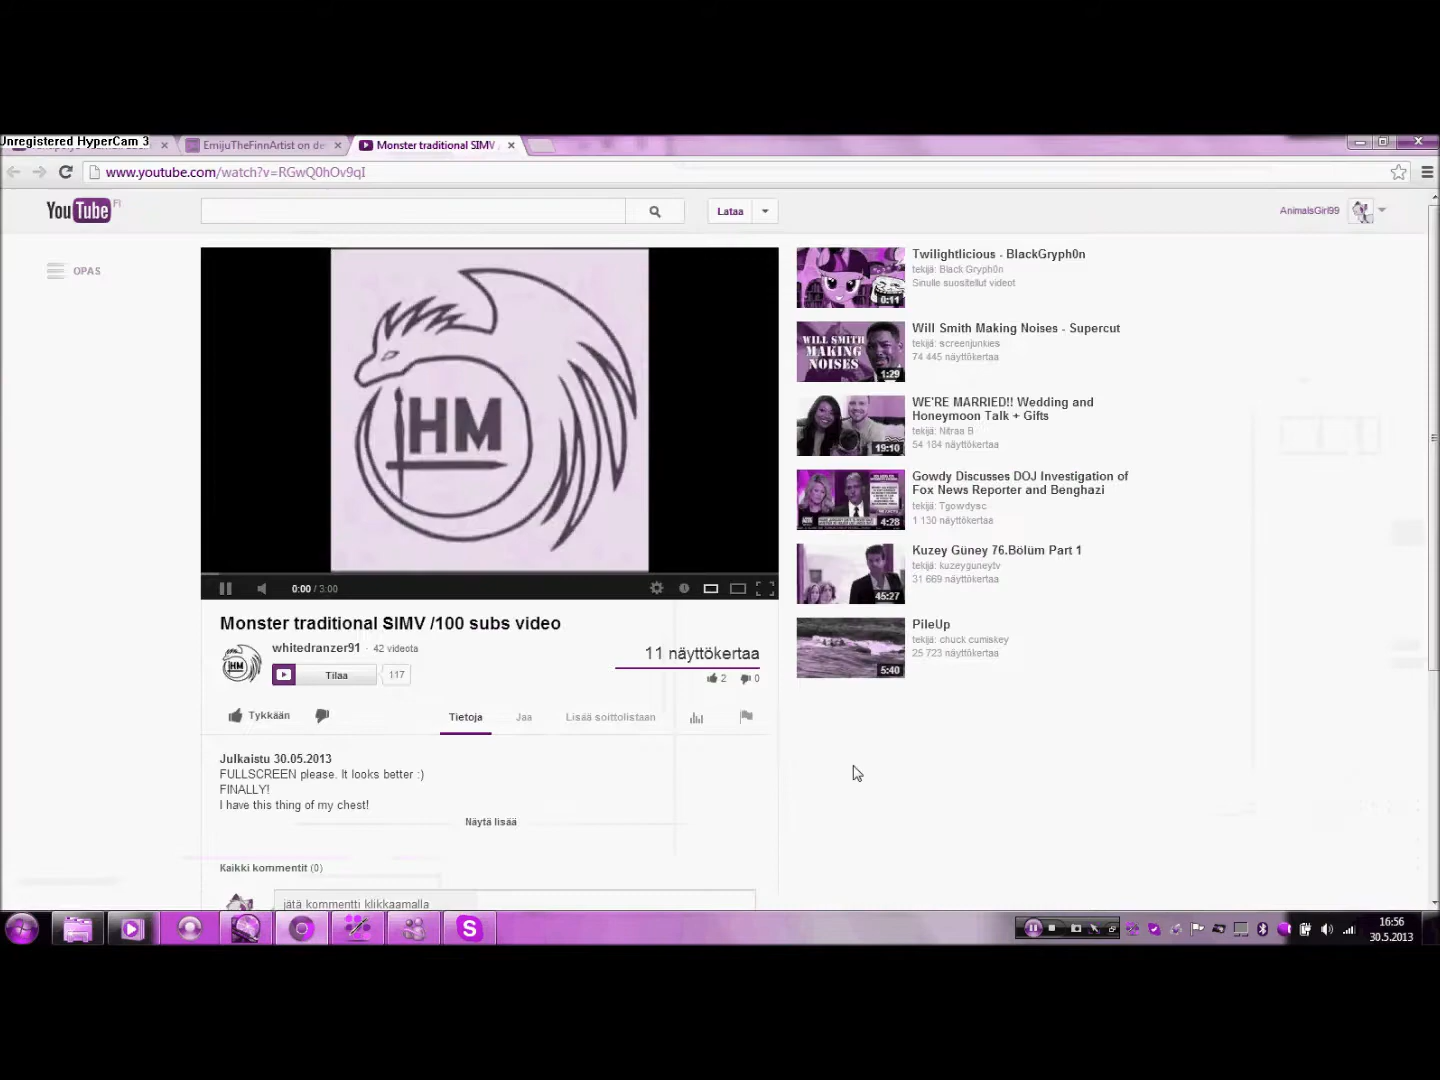 Unregistered HyperCam 3
EmijuTheFinnArtist on de
Monster traditional SIMV
www.youtube.com/watch?v=RGwQ0hOv9qI
YouTube FI
Lataa
AnimalsGirl99
OPAS
HM
0:00 / 3:00
Monster traditional SIMV /100 subs video
whitedranzer91 · 42 videota
Tilaa 117
11 näyttökertaa
2 0
Tykkään
Tietoja Jaa Lisää soittolistaan
Julkaistu 30.05.2013
FULLSCREEN please. It looks better :)
FINALLY!
I have this thing of my chest!
Näytä lisää
Kaikki kommentit (0)
jätä kommentti klikkaamalla
0:11
Twilightlicious - BlackGryph0n
tekijä: Black Gryph0n
Sinulle suositellut videot
WILL SMITH
MAKING
NOISES
1:29
Will Smith Making Noises - Supercut
tekijä: screenjunkies
74 445 näyttökertaa
19:10
WE'RE MARRIED!! Wedding and
Honeymoon Talk + Gifts
tekijä: Nitraa B
54 184 näyttökertaa
4:28
Gowdy Discusses DOJ Investigation of
Fox News Reporter and Benghazi
tekijä: Tgowdysc
1 130 näyttökertaa
45:27
Kuzey Güney 76.Bölüm Part 1
tekijä: kuzeyguneytv
31 669 näyttökertaa
5:40
PileUp
tekijä: chuck cumiskey
25 723 näyttökertaa
16:56
30.5.2013